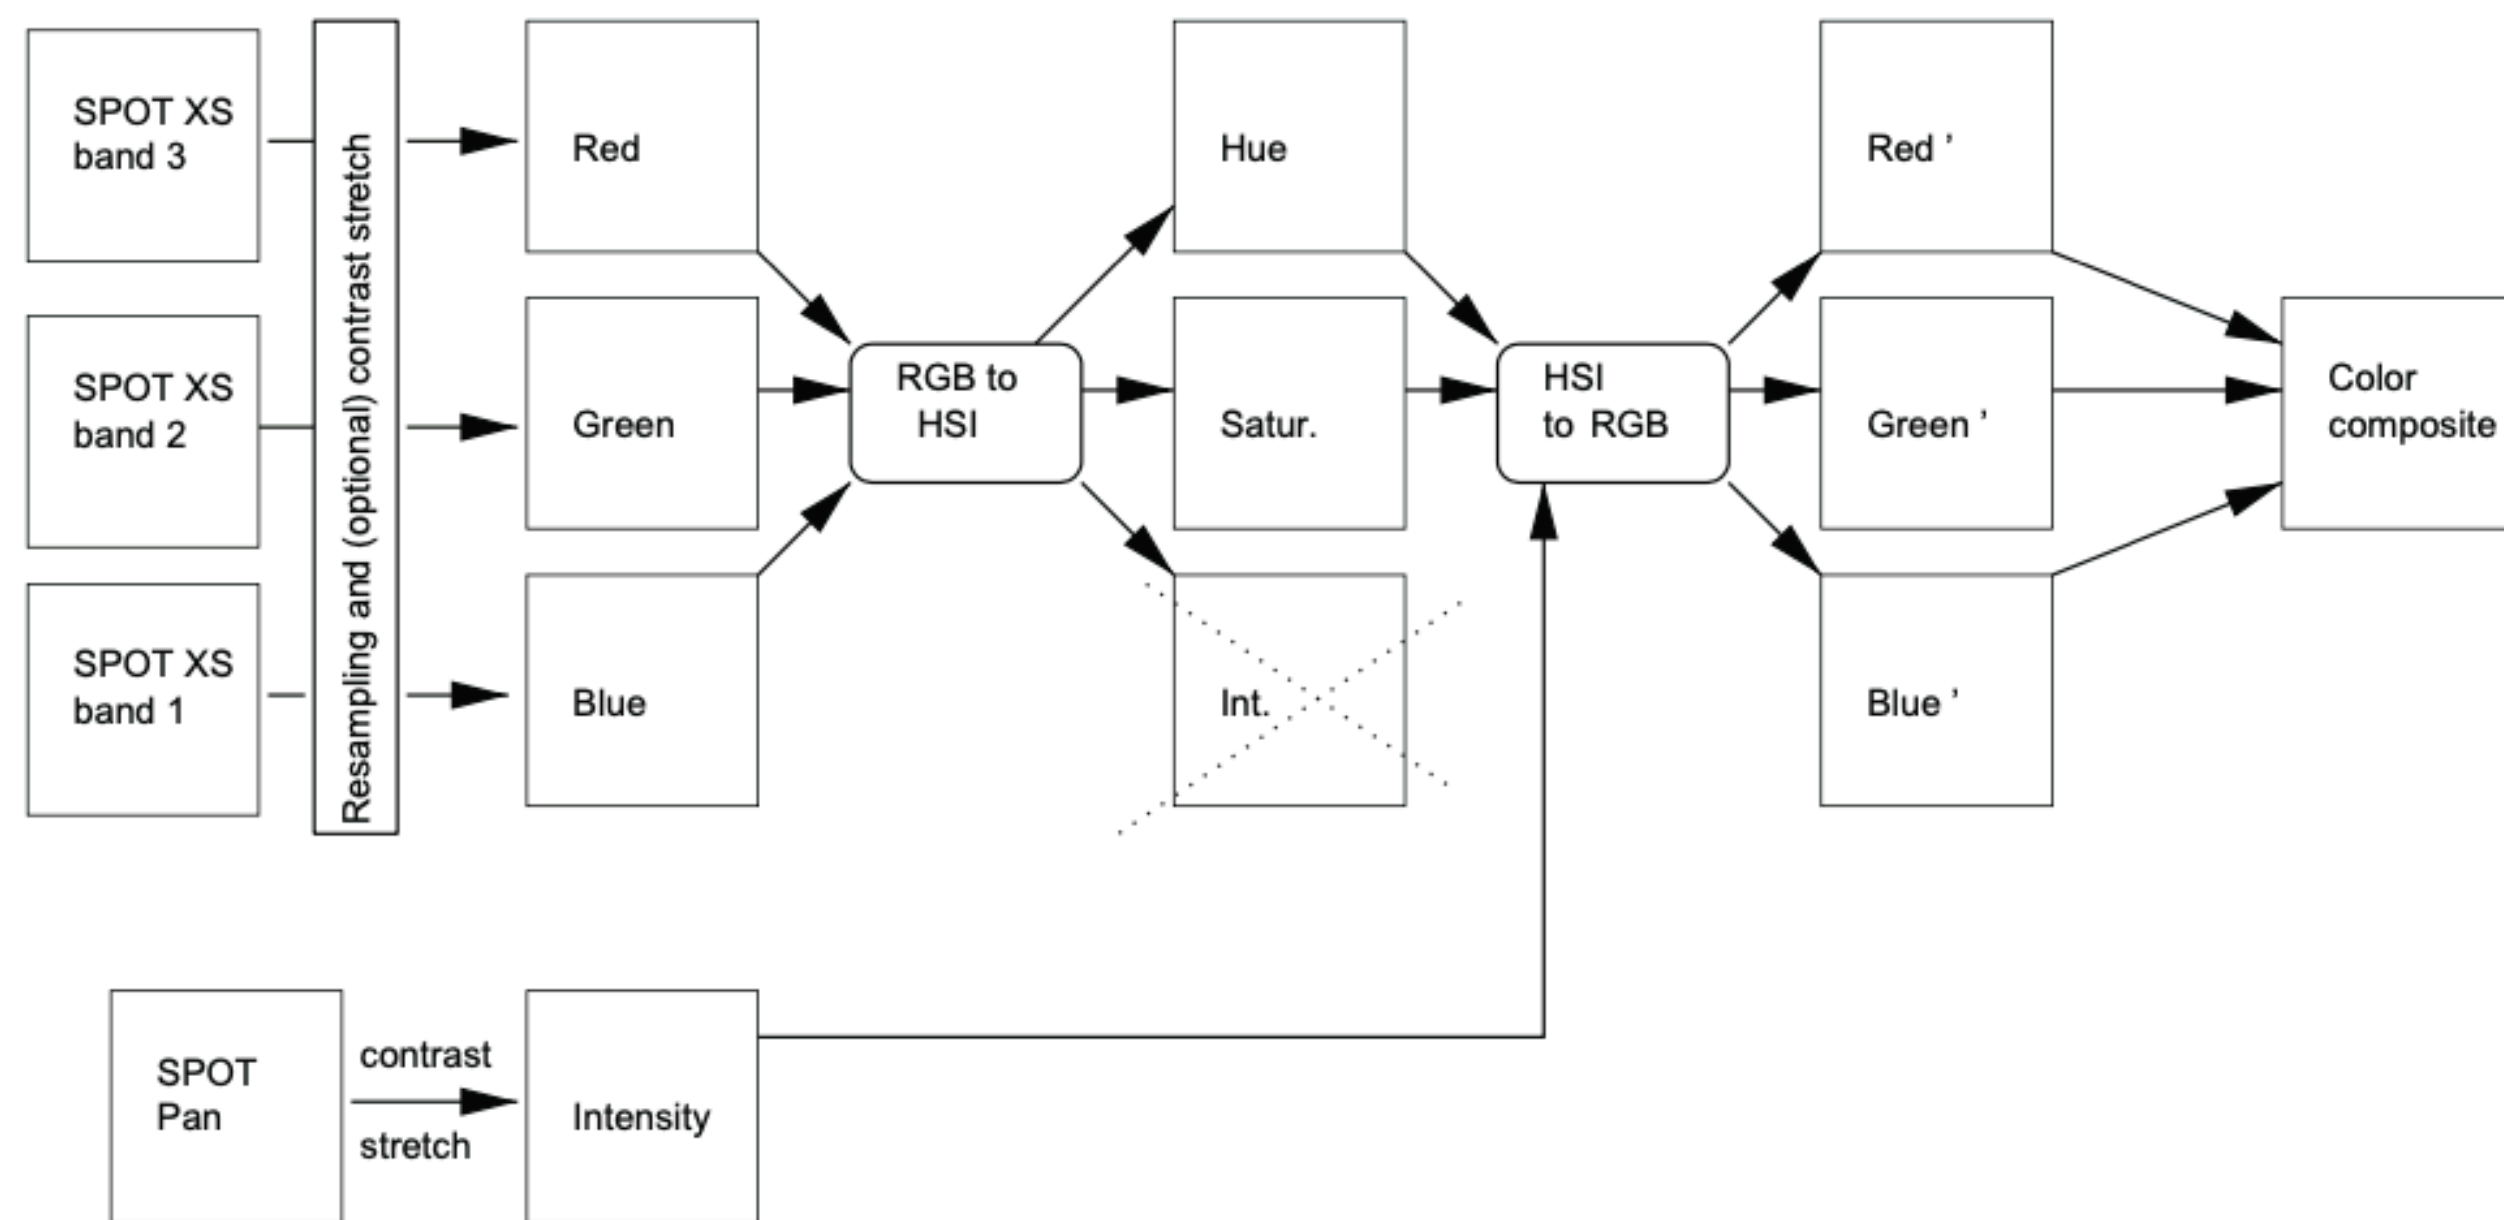 SPOT XS
band 3
SPOT XS
band 2
SPOT XS
band 1
Resampling and (optional) contrast stretch
Red
Green
Blue
RGB to
HSI
Hue
Satur.
Int.
HSI
to RGB
Red ’
Green ’
Blue ’
Color
composite
SPOT
Pan
contrast
stretch
Intensity